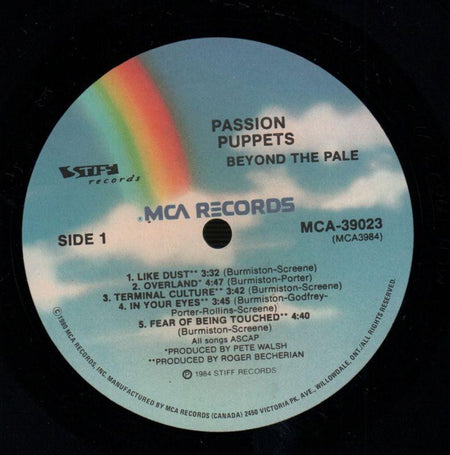 PASSION
PUPPETS
BEYOND THE PALE
STIFF
records
®MCA RECORDS
SIDE 1
MCA-39023
(MCA3984)
1. LIKE DUST** 3:32 (Burmiston-Screene)
2. OVERLAND* 4:47 (Burmiston-Porter)
3. TERMINAL CULTURE** 3:42 (Burmiston-Screene)
4. IN YOUR EYES** 3:45 (Burmiston-Godfrey-
Porter-Rollins-Screene)
5. FEAR OF BEING TOUCHED** 4:40
(Burmiston-Screene)
All songs ASCAP
*PRODUCED BY PETE WALSH
**PRODUCED BY ROGER BECHERIAN
℗ 1984 STIFF RECORDS
©1980 MCA RECORDS, INC. MANUFACTURED BY MCA RECORDS (CANADA) 2450 VICTORIA PK. AVE., WILLOWDALE, ONT./ALL RIGHTS RESERVED.